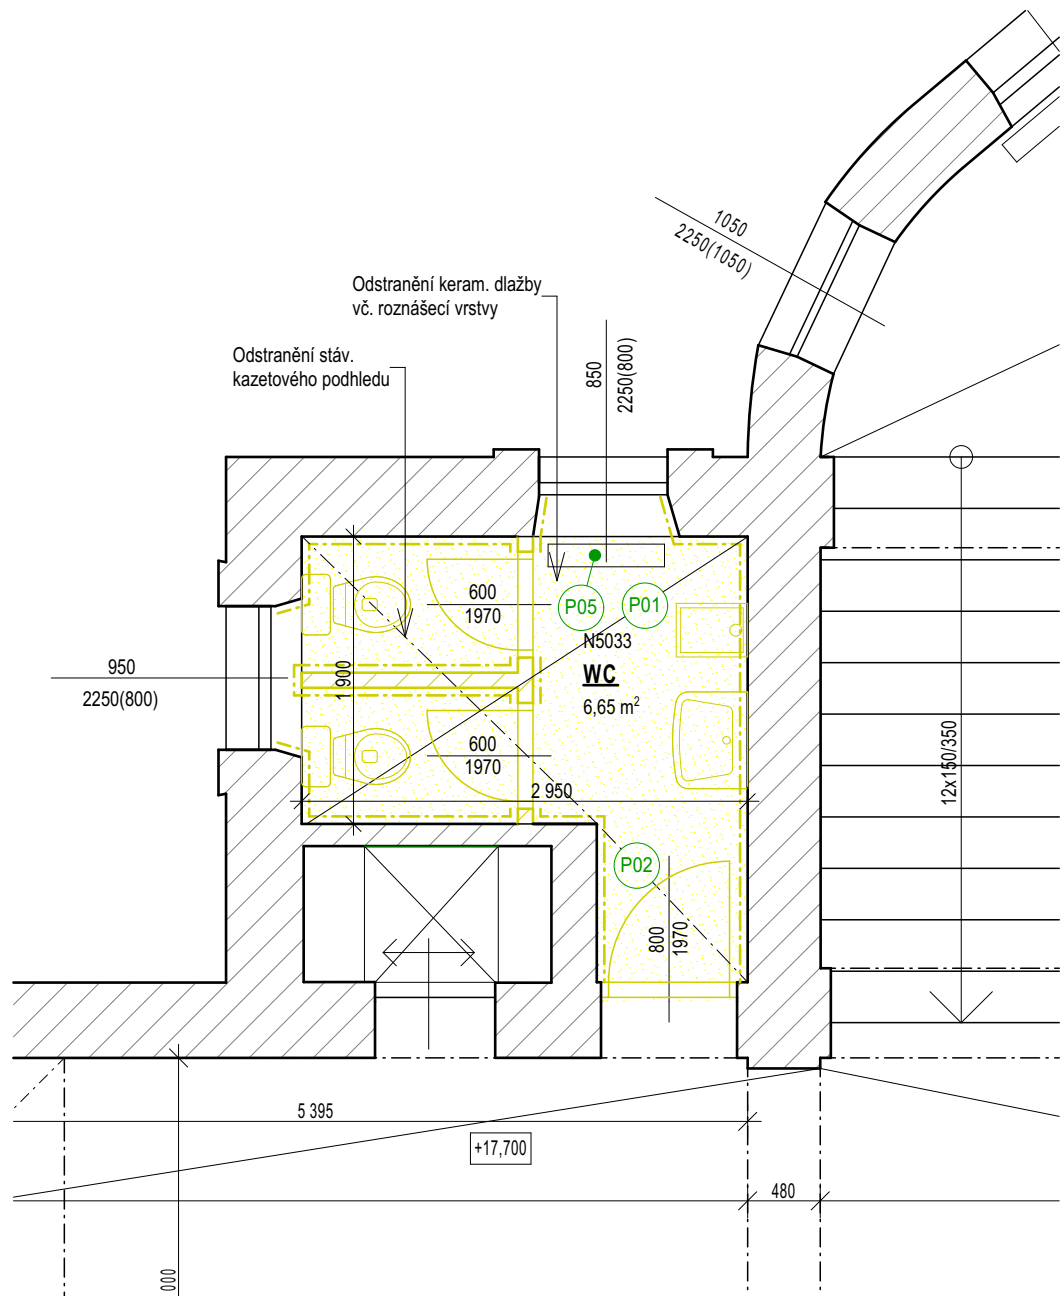 1050
2250(1050)
Odstranění keram. dlažby
vč. roznášecí vrstvy
Odstranění stáv.
kazetového podhledu
850
2250(800)
600
1970
P05
P01
N5033
WC
6,65 m²
950
2250(800)
1 900
600
1970
2 950
12x150/350
P02
800
1970
5 395
+17,700
480
000